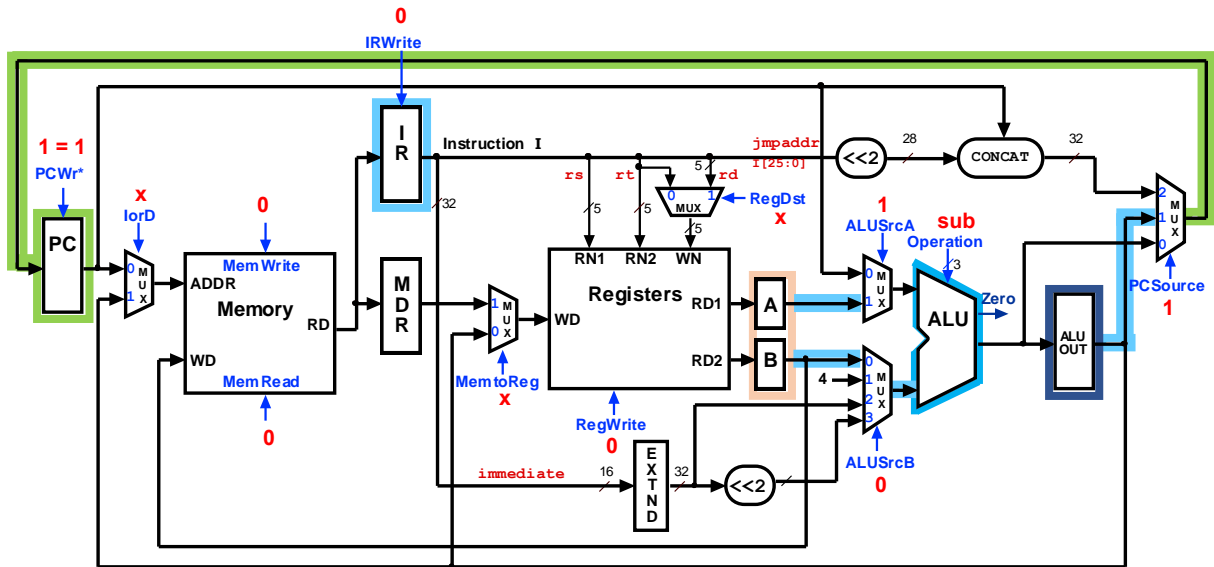 0
IRWrite
1 = 1
PCWr*
PC
x
IorD
0
1
M
U
X
0
MemWrite
ADDR
Memory
RD
WD
MemRead
0
I
R
Instruction I
32
M
D
R
1
0
M
U
X
MemtoReg
x
rs
rt
rd
5
5
5
0
1
MUX
5
RegDst
x
RN1
RN2
WN
Registers
RD1
WD
RD2
RegWrite
0
immediate
16
E
X
T
N
D
32
<<2
A
B
4
jmpaddr
I[25:0]
<<2
28
CONCAT
32
1
ALUSrcA
0
1
M
U
X
0
1
2
3
M
U
X
ALUSrcB
0
sub
Operation
3
ALU
Zero
ALU
OUT
2
1
0
M
U
X
PCSource
1